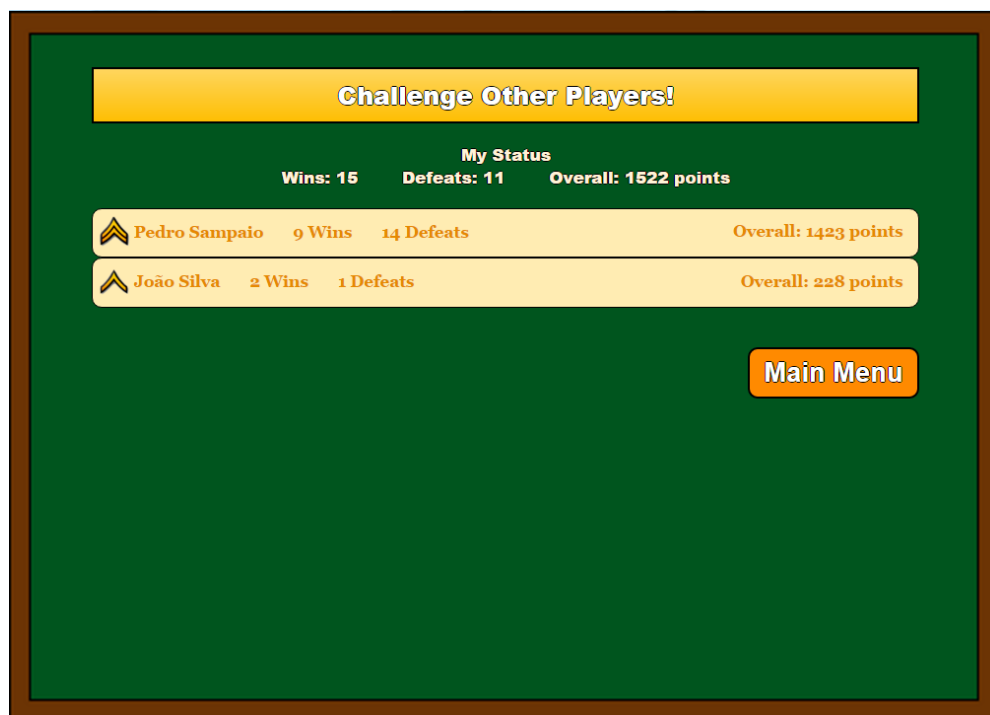 Challenge Other Players!
My Status
Wins: 15 Defeats: 11 Overall: 1522 points
Pedro Sampaio 9 Wins 14 Defeats Overall: 1423 points
João Silva 2 Wins 1 Defeats Overall: 228 points
Main Menu